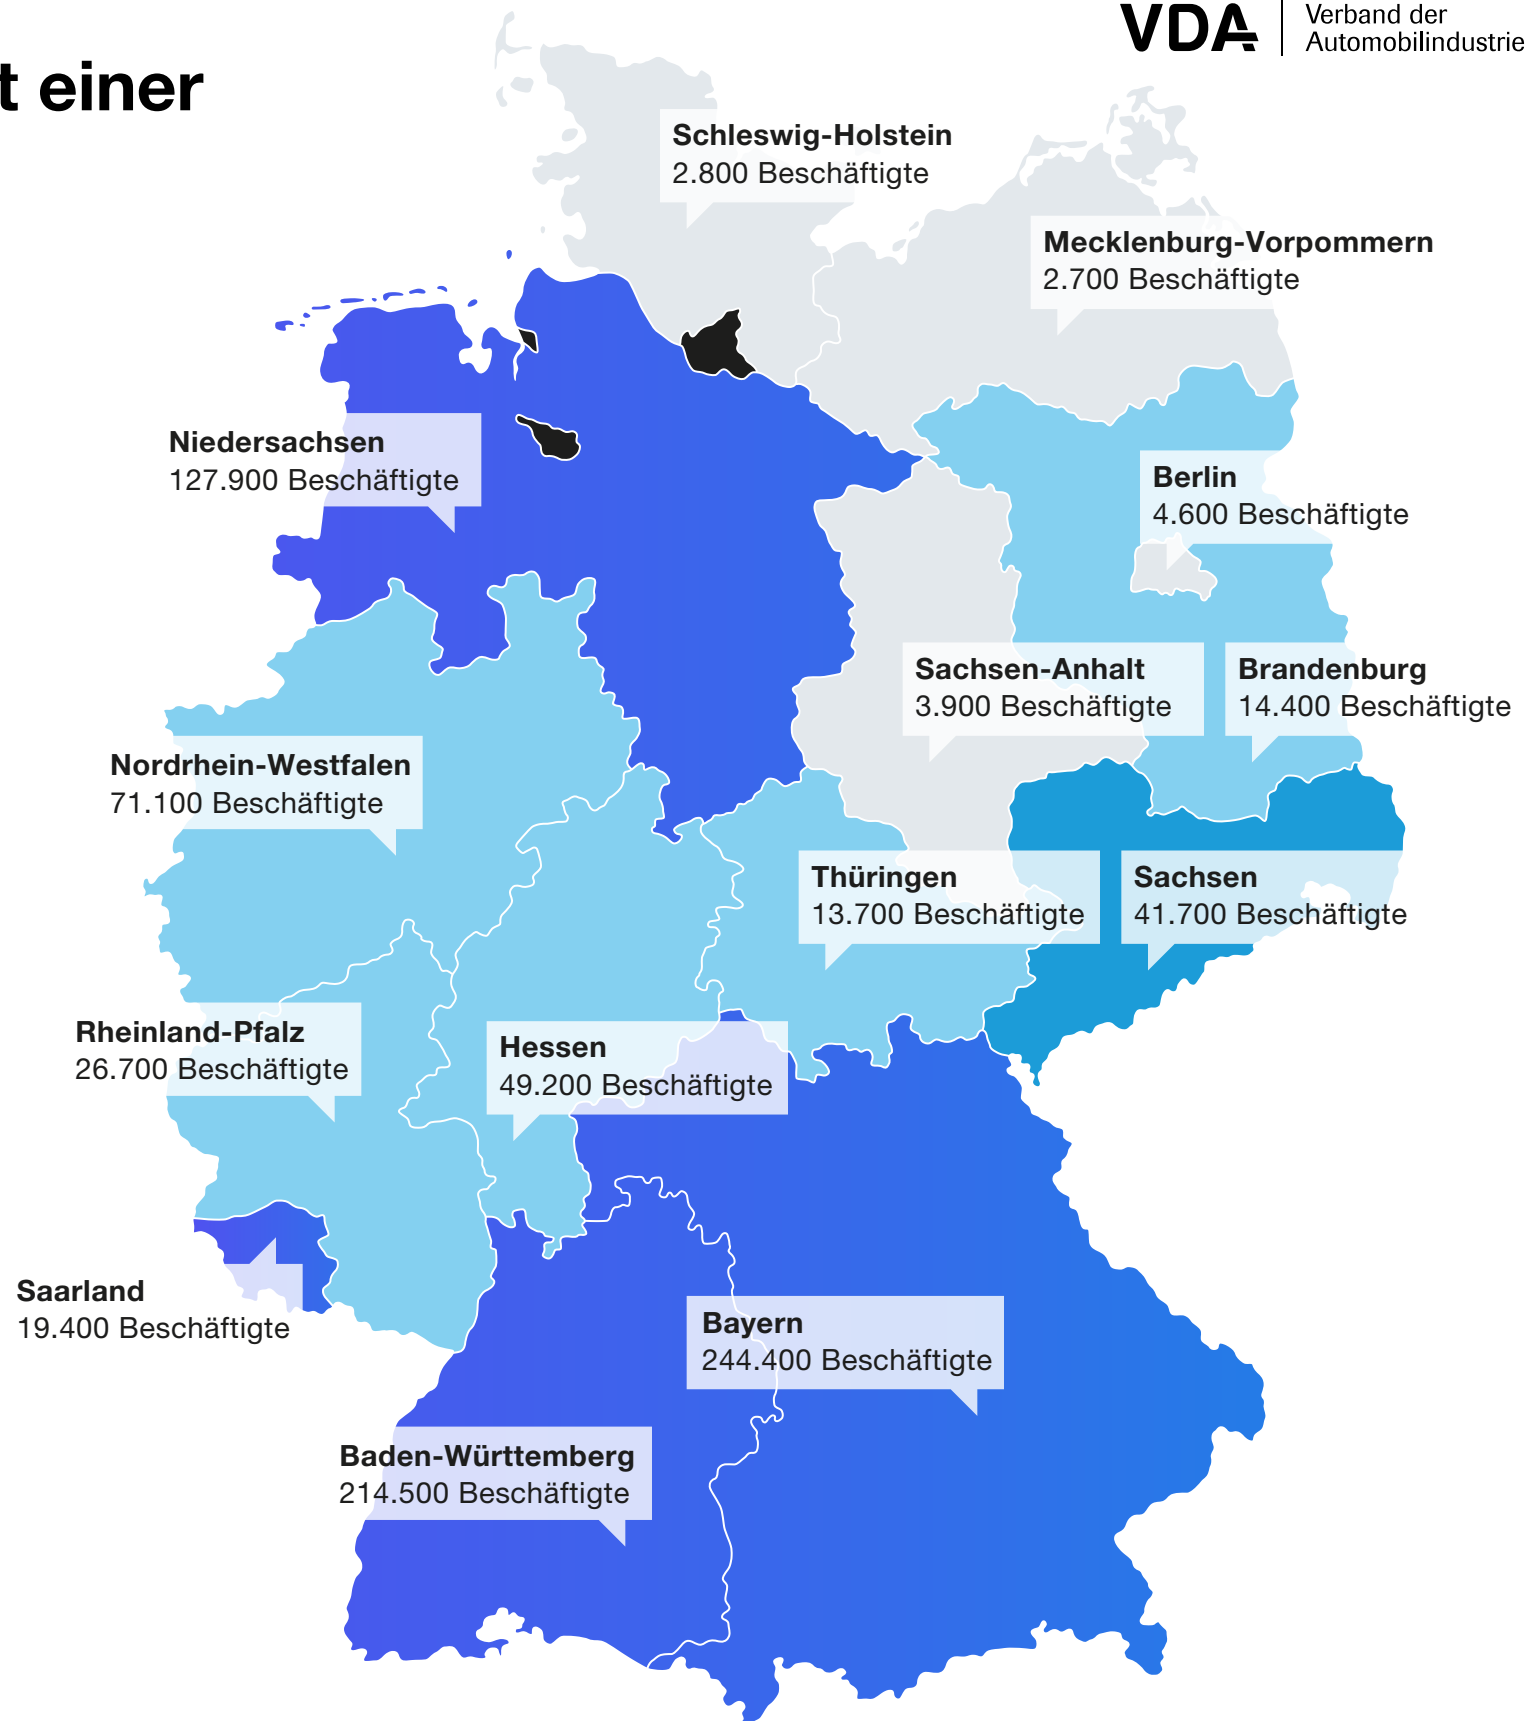 VDA
Verband der
Automobilindustrie
t einer
Schleswig-Holstein
2.800 Beschäftigte
Mecklenburg-Vorpommern
2.700 Beschäftigte
Niedersachsen
127.900 Beschäftigte
Berlin
4.600 Beschäftigte
Sachsen-Anhalt
3.900 Beschäftigte
Brandenburg
14.400 Beschäftigte
Nordrhein-Westfalen
71.100 Beschäftigte
Thüringen
13.700 Beschäftigte
Sachsen
41.700 Beschäftigte
Rheinland-Pfalz
26.700 Beschäftigte
Hessen
49.200 Beschäftigte
Saarland
19.400 Beschäftigte
Bayern
244.400 Beschäftigte
Baden-Württemberg
214.500 Beschäftigte